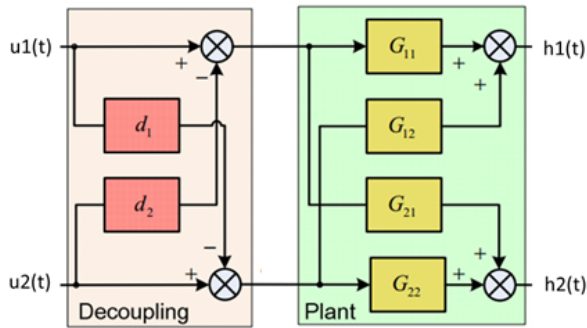 u1(t)
+
−
G11
+
h1(t)
+
d1
G12
d2
G21
−
+
u2(t)
+
G22
+
h2(t)
Decoupling
Plant